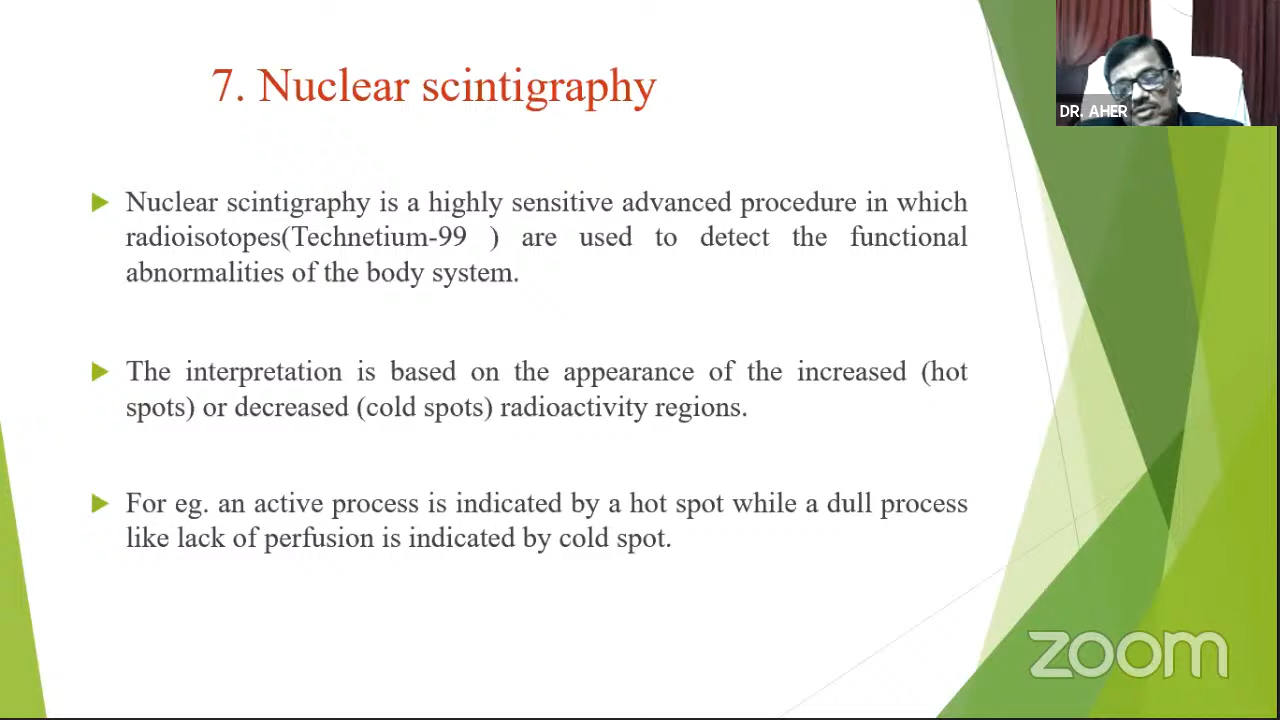 7. Nuclear scintigraphy
DR. AHER
Nuclear scintigraphy is a highly sensitive advanced procedure in which
radioisotopes(Technetium-99 ) are used to detect the functional
abnormalities of the body system.
The interpretation is based on the appearance of the increased (hot
spots) or decreased (cold spots) radioactivity regions.
For eg. an active process is indicated by a hot spot while a dull process
like lack of perfusion is indicated by cold spot.
zoom